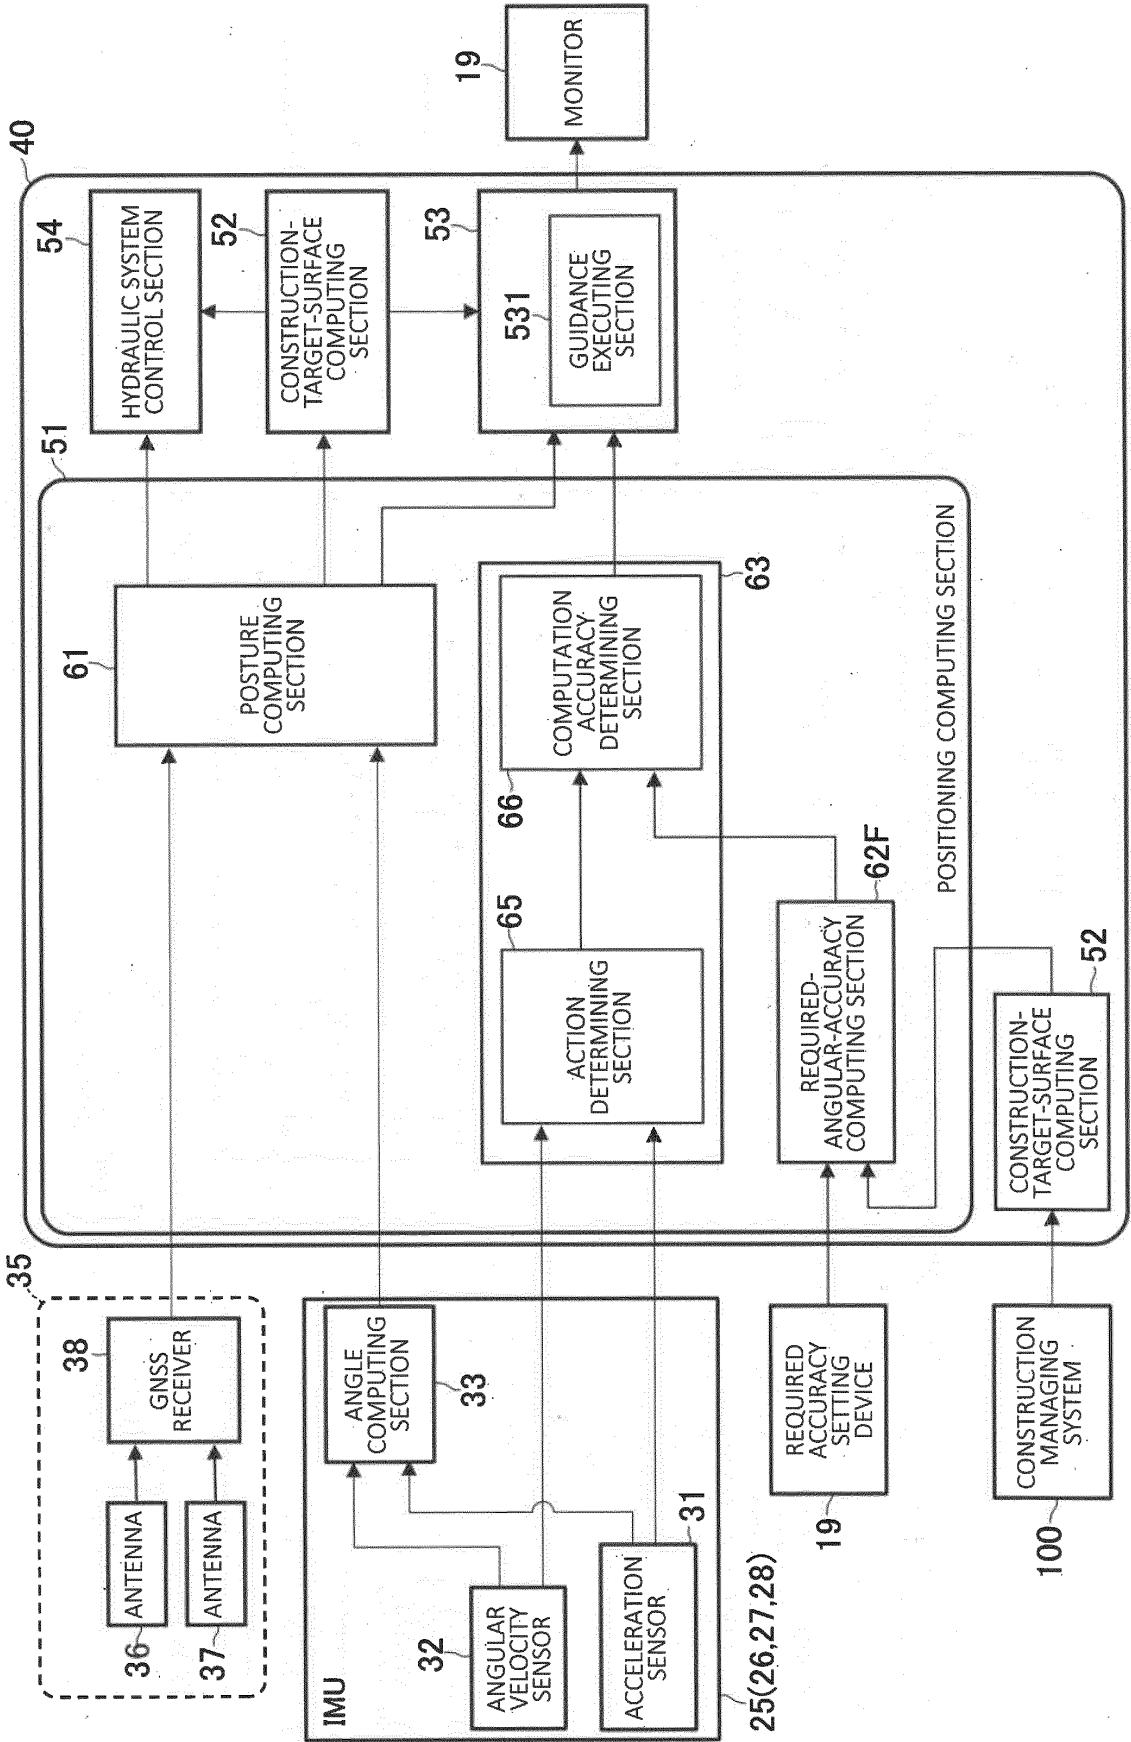 35
36
ANTENNA
37
ANTENNA
38
GNSS
RECEIVER
IMU
32
ANGULAR
VELOCITY
SENSOR
31
ACCELERATION
SENSOR
33
ANGLE
COMPUTING
SECTION
25(26,27,28)
19
REQUIRED
ACCURACY
SETTING
DEVICE
100
CONSTRUCTION
MANAGING
SYSTEM
40
51
61
POSTURE
COMPUTING
SECTION
63
65
ACTION
DETERMINING
SECTION
66
COMPUTATION
ACCURACY
DETERMINING
SECTION
62F
REQUIRED-
ANGULAR-ACCURACY
COMPUTING SECTION
POSITIONING COMPUTING SECTION
52
CONSTRUCTION-
TARGET-SURFACE
COMPUTING
SECTION
54
HYDRAULIC SYSTEM
CONTROL SECTION
52
CONSTRUCTION-
TARGET-SURFACE
COMPUTING
SECTION
53
531
GUIDANCE
EXECUTING
SECTION
19
MONITOR